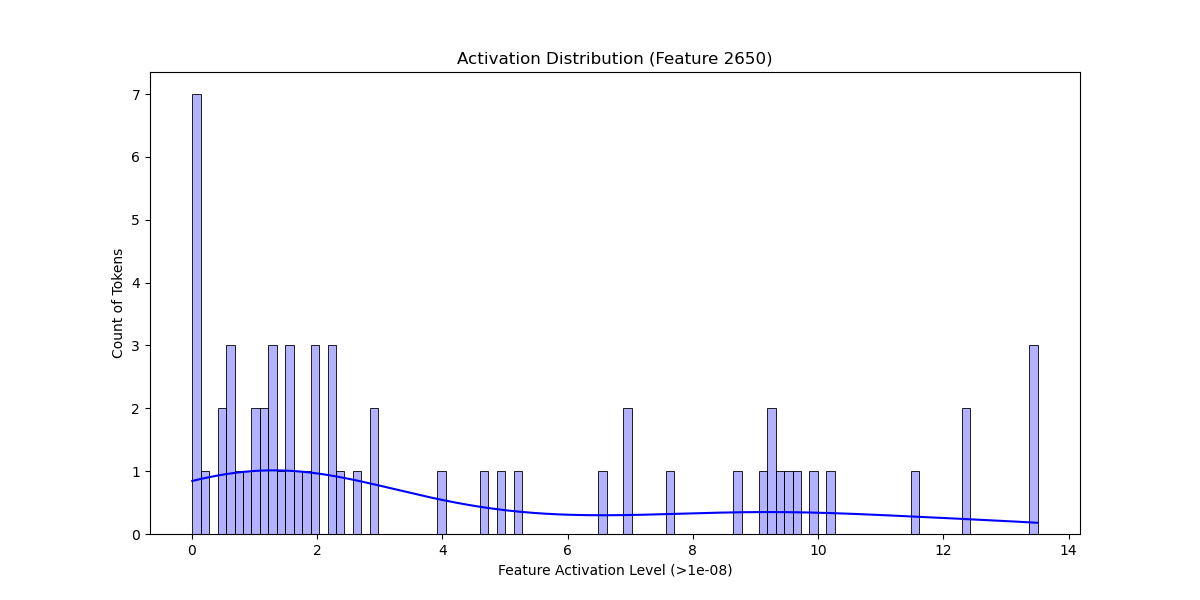 Activation Distribution (Feature 2650)
Count of Tokens
7
6
5
4
3
2
1
0
0 2 4 6 8 10 12 14
Feature Activation Level (>1e-08)